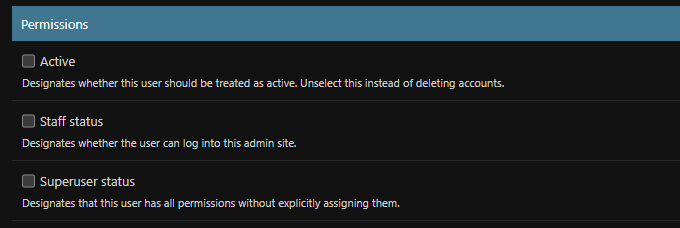 Permissions
Active
Designates whether this user should be treated as active. Unselect this instead of deleting accounts.
Staff status
Designates whether the user can log into this admin site.
Superuser status
Designates that this user has all permissions without explicitly assigning them.